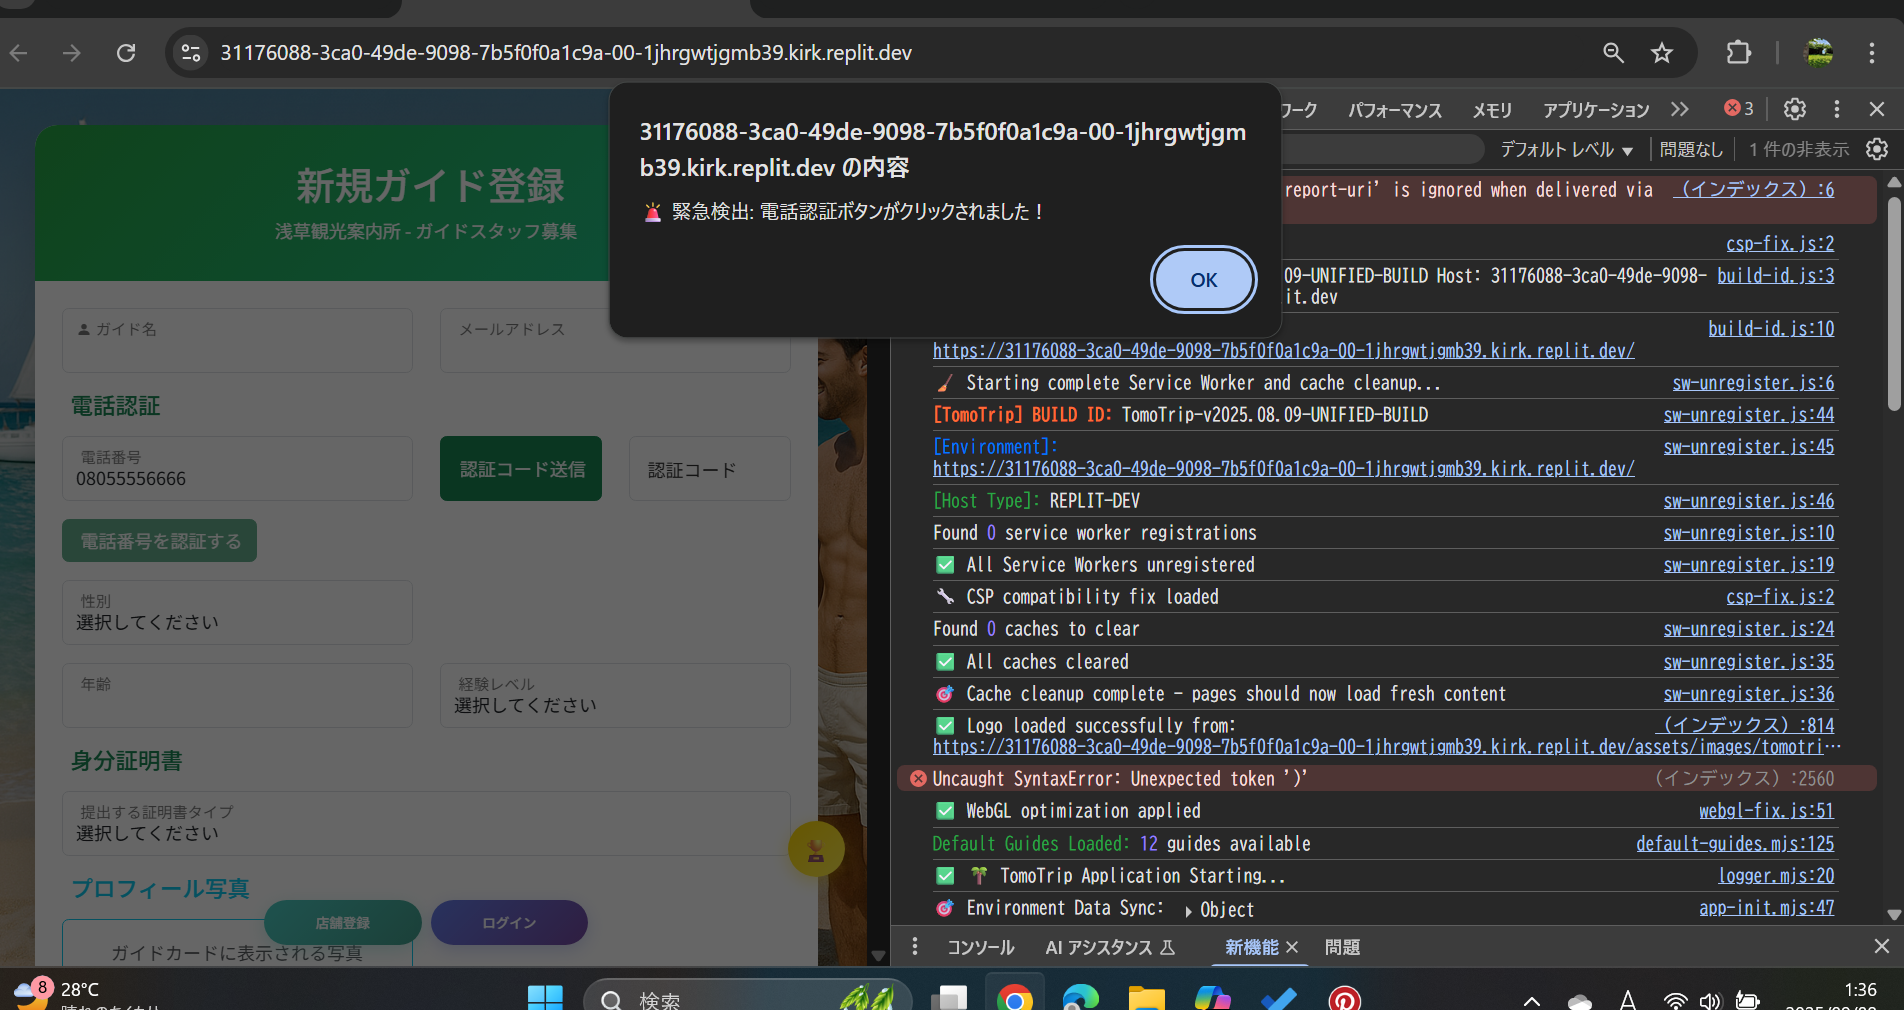 31176088-3ca0-49de-9098-7b5f0f0a1c9a-00-1jhrgwtjgmb39.kirk.replit.dev
31176088-3ca0-49de-9098-7b5f0f0a1c9a-00-1jhrgwtjgm
b39.kirk.replit.dev の内容
🚨 緊急検出: 電話認証ボタンがクリックされました！
OK
新規ガイド登録
浅草観光案内所 - ガイドスタッフ募集
ガイド名
メールアドレス
電話認証
電話番号
08055556666
認証コード送信
認証コード
電話番号を認証する
性別
選択してください
年齢
経験レベル
選択してください
身分証明書
提出する証明書タイプ
選択してください
プロフィール写真
店舗登録
ログイン
ガイドカードに表示される写真
ワーク パフォーマンス メモリ アプリケーション 3
デフォルト レベル ▼ 問題なし 1 件の非表示
report-uri' is ignored when delivered via （インデックス）:6
csp-fix.js:2
09-UNIFIED-BUILD Host: 31176088-3ca0-49de-9098- build-id.js:3
it.dev
build-id.js:10
https://31176088-3ca0-49de-9098-7b5f0f0a1c9a-00-1jhrgwtjgmb39.kirk.replit.dev/
🧹 Starting complete Service Worker and cache cleanup... sw-unregister.js:6
[TomoTrip] BUILD ID: TomoTrip-v2025.08.09-UNIFIED-BUILD sw-unregister.js:44
[Environment]: sw-unregister.js:45
https://31176088-3ca0-49de-9098-7b5f0f0a1c9a-00-1jhrgwtjgmb39.kirk.replit.dev/
[Host Type]: REPLIT-DEV sw-unregister.js:46
Found 0 service worker registrations sw-unregister.js:10
✅ All Service Workers unregistered sw-unregister.js:19
🔧 CSP compatibility fix loaded csp-fix.js:2
Found 0 caches to clear sw-unregister.js:24
✅ All caches cleared sw-unregister.js:35
🎯 Cache cleanup complete - pages should now load fresh content sw-unregister.js:36
✅ Logo loaded successfully from: （インデックス）:814
https://31176088-3ca0-49de-9098-7b5f0f0a1c9a-00-1jhrgwtjgmb39.kirk.replit.dev/assets/images/tomotri…
Uncaught SyntaxError: Unexpected token ')' （インデックス）:2560
✅ WebGL optimization applied webgl-fix.js:51
Default Guides Loaded: 12 guides available default-guides.mjs:125
✅ 🌴 TomoTrip Application Starting... logger.mjs:20
🎯 Environment Data Sync: ▶ Object app-init.mjs:47
コンソール AI アシスタンス 新機能 問題
8
28°C
検索
A
1:36